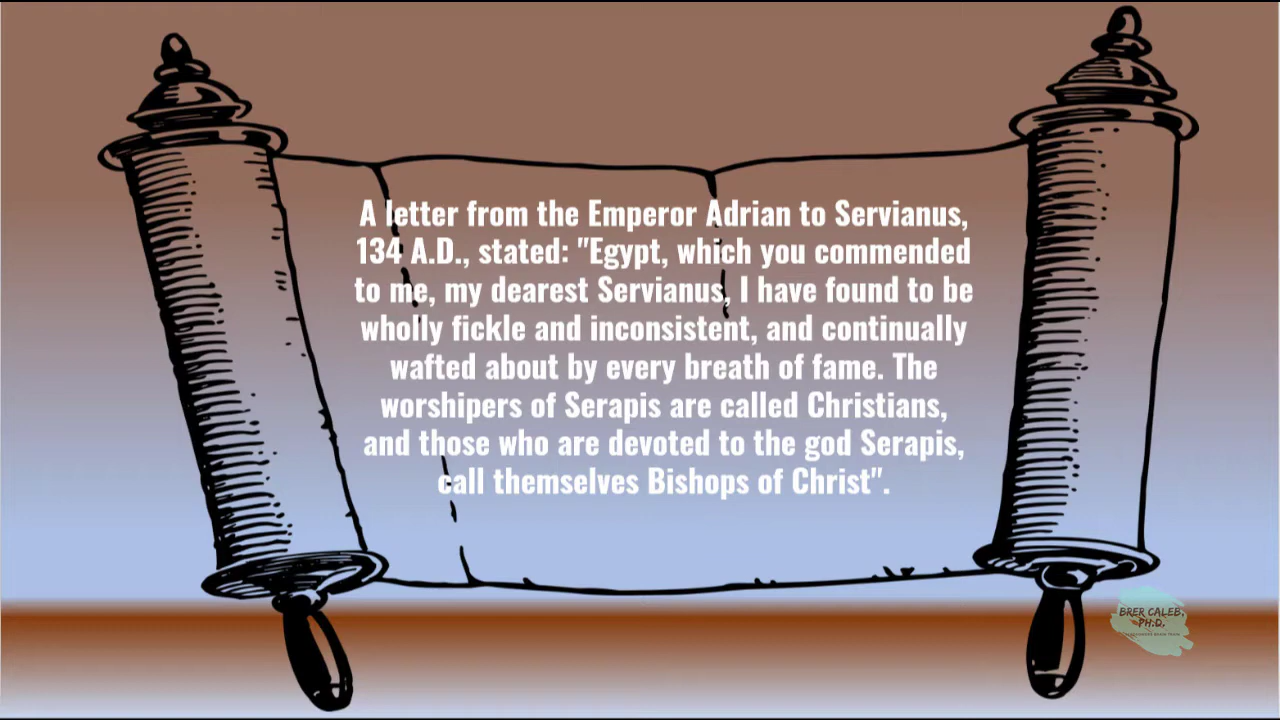 A letter from the Emperor Adrian to Servianus,
134 A.D., stated: "Egypt, which you commended
to me, my dearest Servianus, I have found to be
wholly fickle and inconsistent, and continually
wafted about by every breath of fame. The
worshipers of Serapis are called Christians,
and those who are devoted to the god Serapis,
call themselves Bishops of Christ".
BRER CALEB,
PH.D.